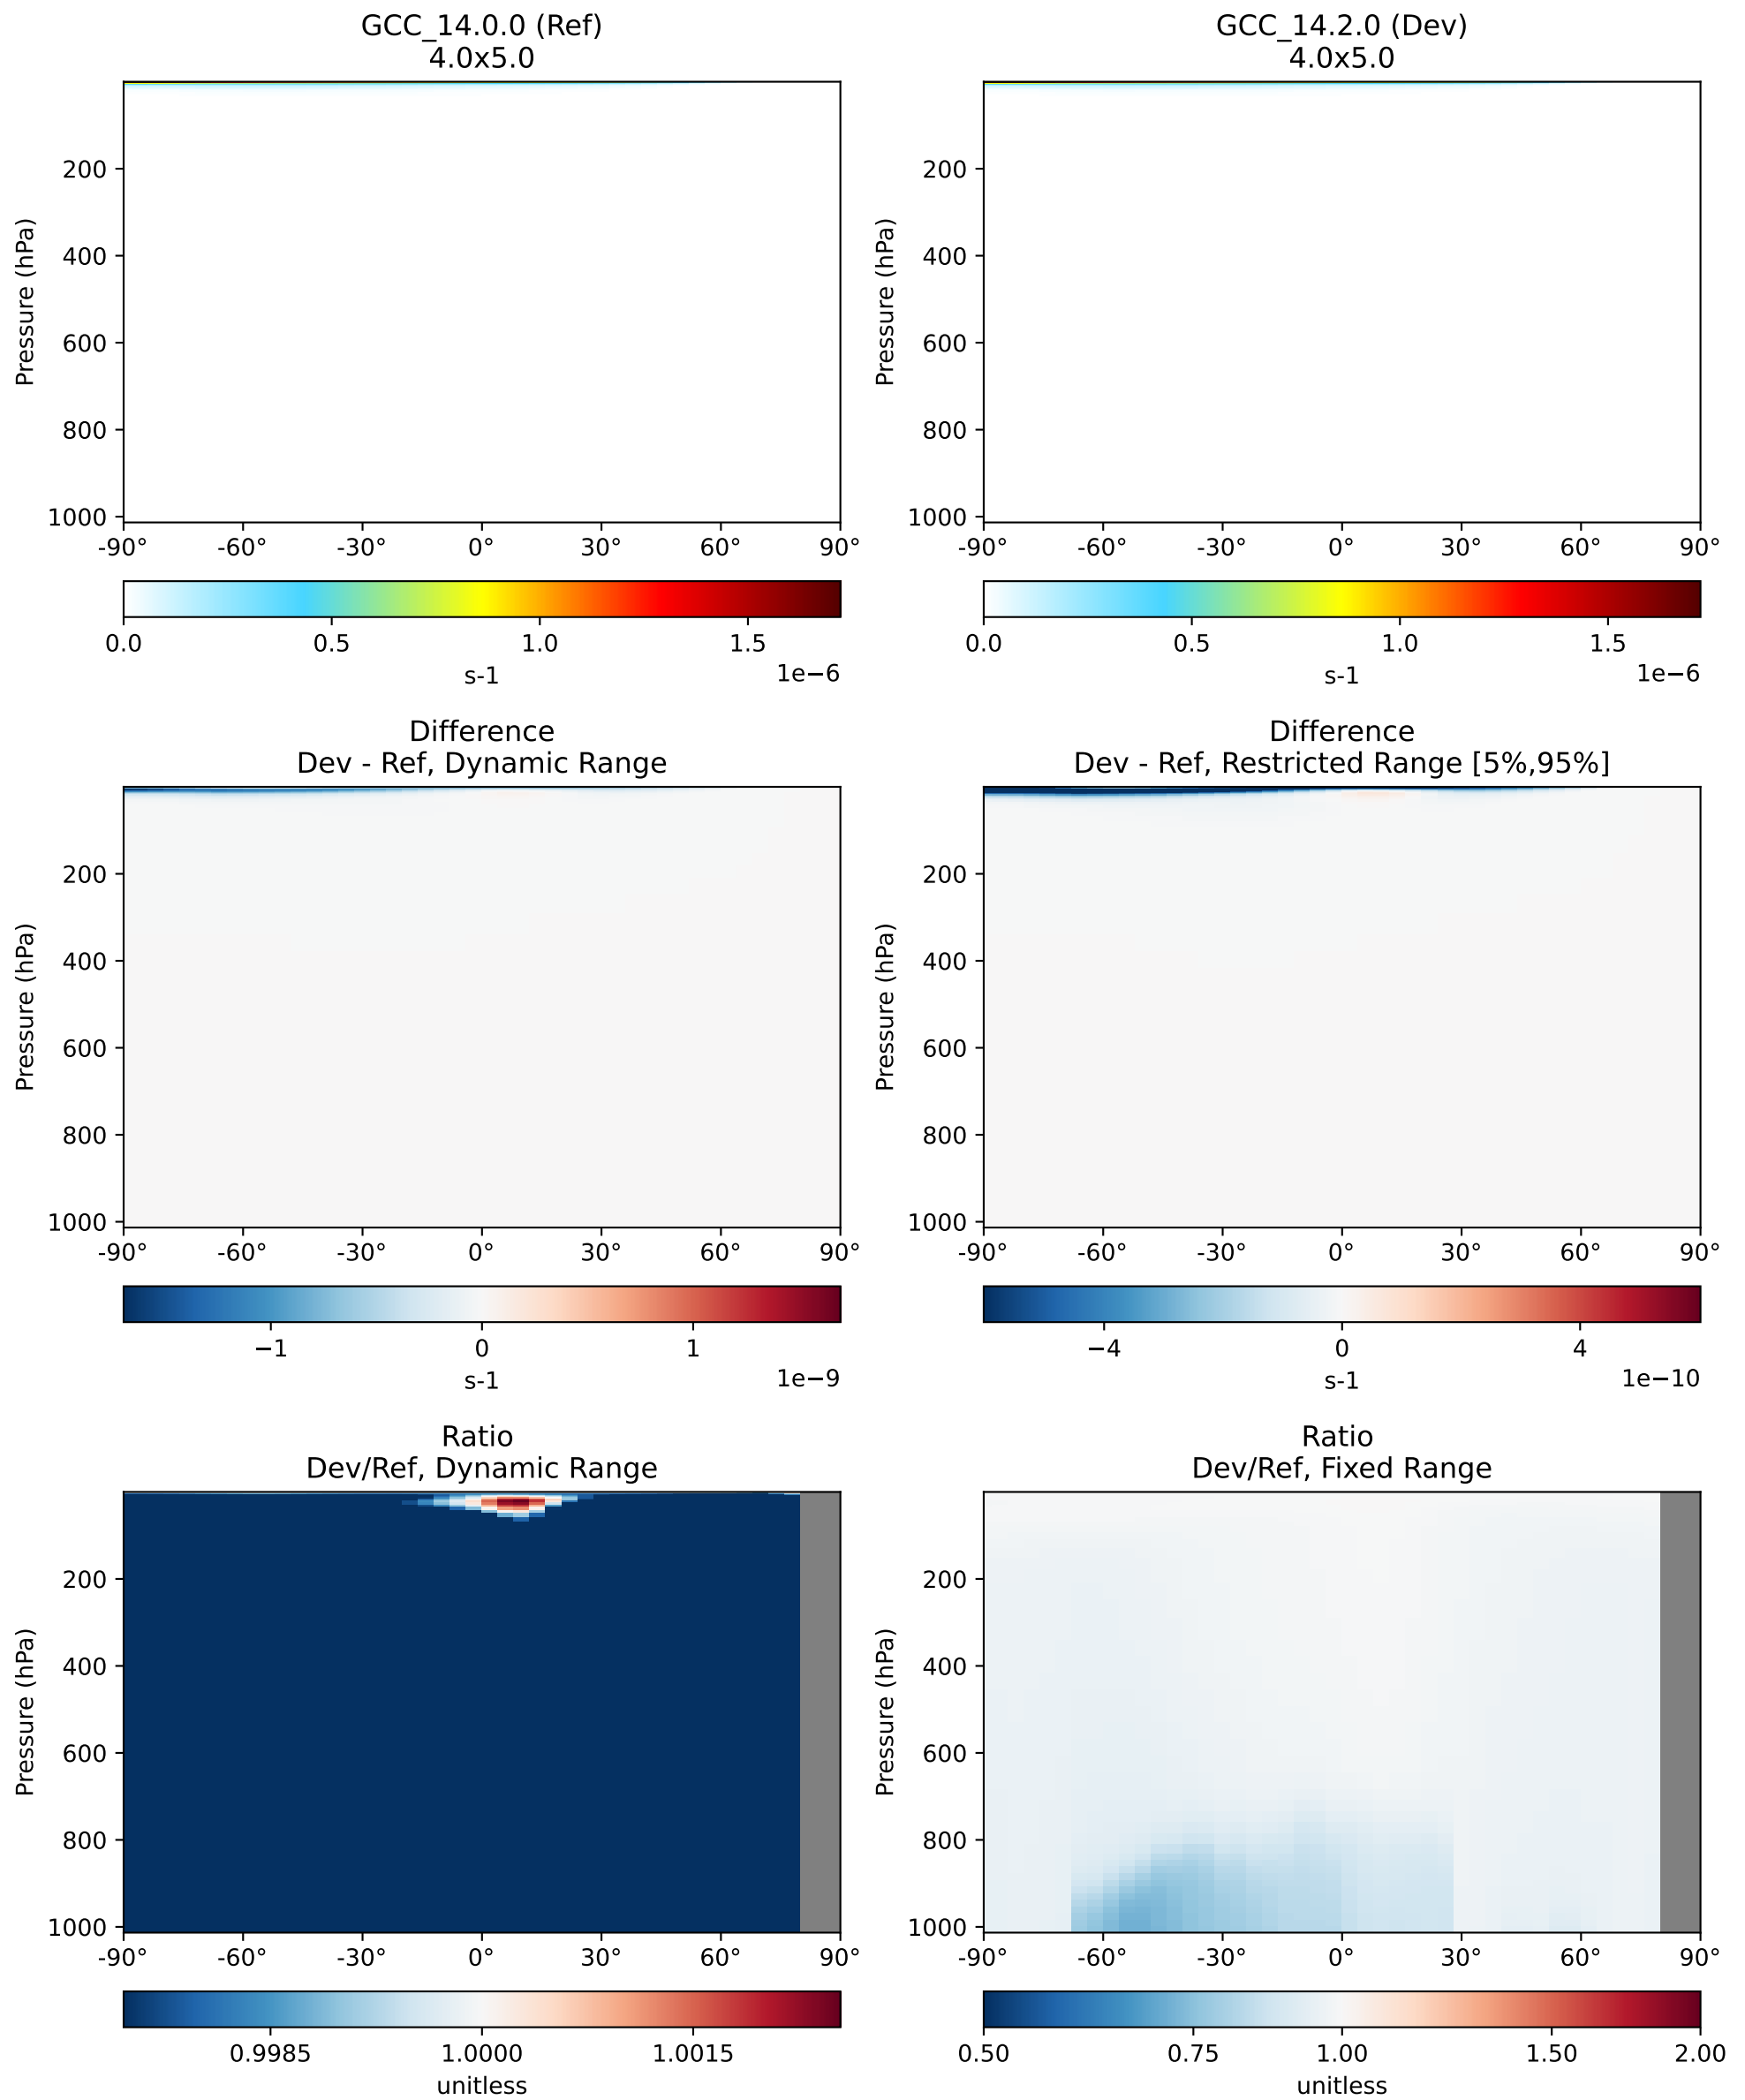 GCC_14.0.0 (Ref)
4.0x5.0
Pressure (hPa)
200
400
600
800
1000
-90° -60° -30° 0° 30° 60° 90°
0.0 0.5 1.0 1.5
s-1 1e−6
GCC_14.2.0 (Dev)
4.0x5.0
Pressure (hPa)
200
400
600
800
1000
-90° -60° -30° 0° 30° 60° 90°
0.0 0.5 1.0 1.5
s-1 1e−6
Difference
Dev - Ref, Dynamic Range
Pressure (hPa)
200
400
600
800
1000
-90° -60° -30° 0° 30° 60° 90°
−1 0 1
s-1 1e−9
Difference
Dev - Ref, Restricted Range [5%,95%]
Pressure (hPa)
200
400
600
800
1000
-90° -60° -30° 0° 30° 60° 90°
−4 0 4
s-1 1e−10
Ratio
Dev/Ref, Dynamic Range
Pressure (hPa)
200
400
600
800
1000
-90° -60° -30° 0° 30° 60° 90°
0.9985 1.0000 1.0015
unitless
Ratio
Dev/Ref, Fixed Range
Pressure (hPa)
200
400
600
800
1000
-90° -60° -30° 0° 30° 60° 90°
0.50 0.75 1.00 1.50 2.00
unitless